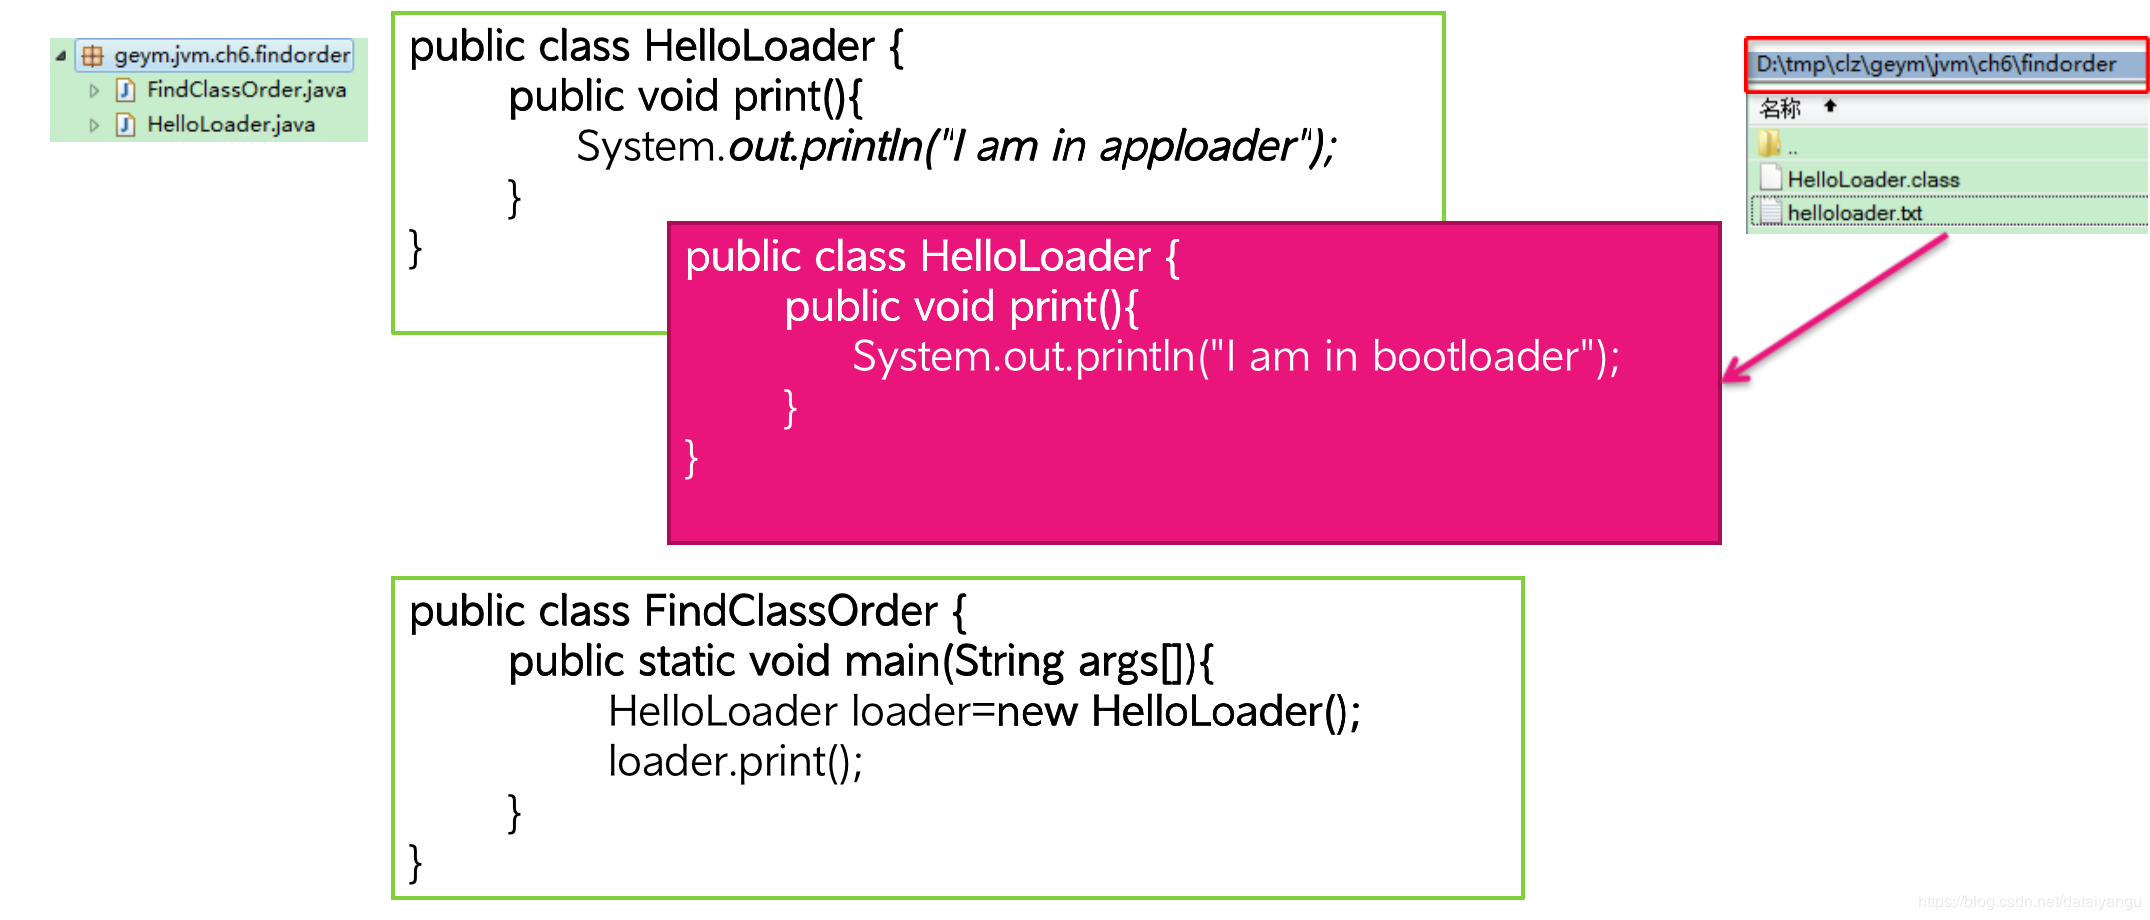 geym.jvm.ch6.findorder
FindClassOrder.java
HelloLoader.java
public class HelloLoader {
public void print(){
System.out.println("I am in apploader");
}
}
D:\tmp\clz\geym\jvm\ch6\findorder
名称
..
HelloLoader.class
helloloader.txt
public class HelloLoader {
public void print(){
System.out.println("I am in bootloader");
}
}
public class FindClassOrder {
public static void main(String args[]){
HelloLoader loader=new HelloLoader();
loader.print();
}
}
https://blog.csdn.net/dataiyangu